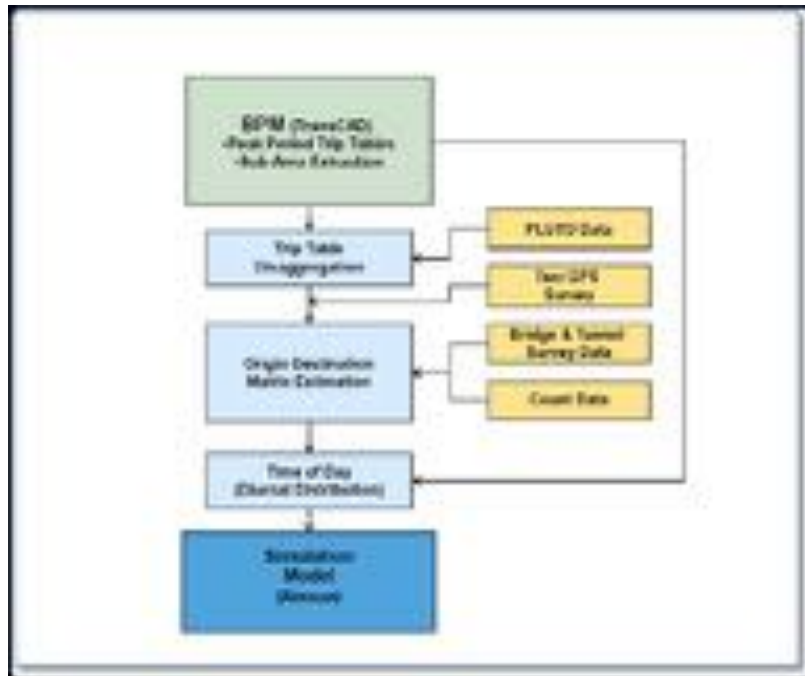 BPM (TransCAD)
-Peak Period Trip Tables
-Sub-Area Extraction
Trip Table
Disaggregation
PLUTO Data
Taxi GPS
Survey
Origin Destination
Matrix Estimation
Bridge & Tunnel
Survey Data
Count Data
Time of Day
(Diurnal Distribution)
Simulation
Model
(Aimsun)